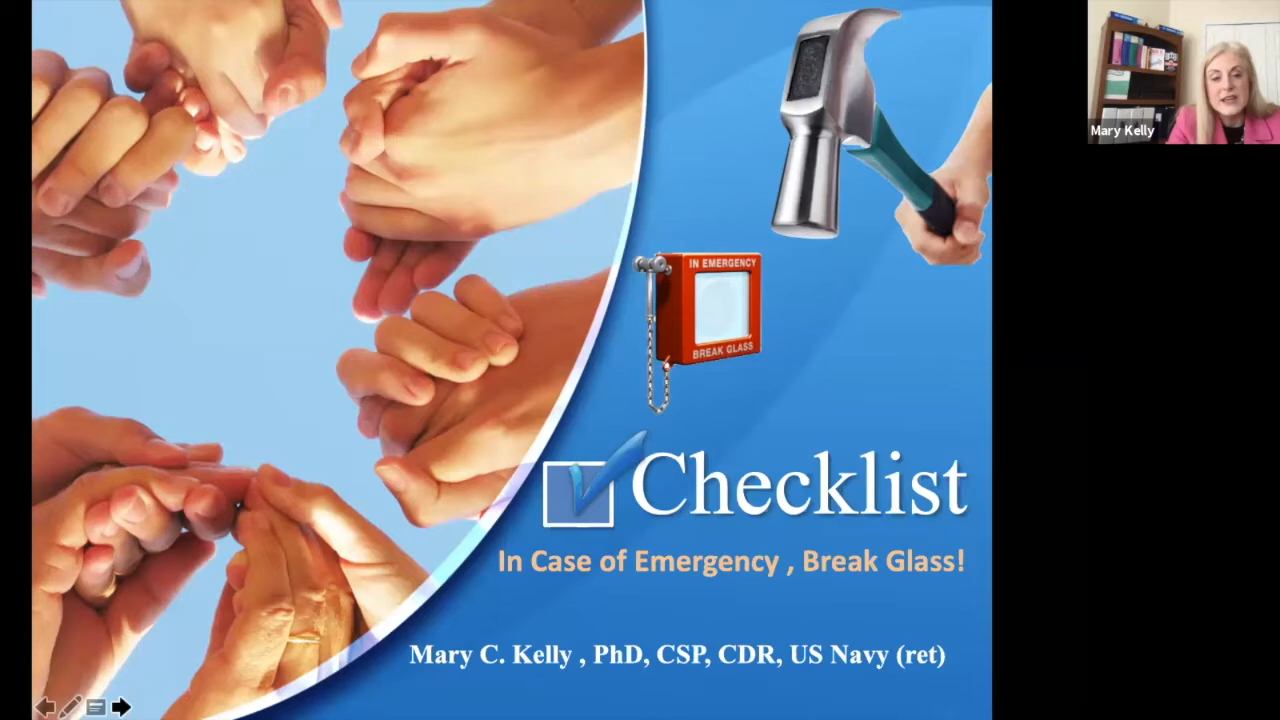 Mary Kelly
IN EMERGENCY
BREAK GLASS
Checklist
In Case of Emergency , Break Glass!
Mary C. Kelly , PhD, CSP, CDR, US Navy (ret)